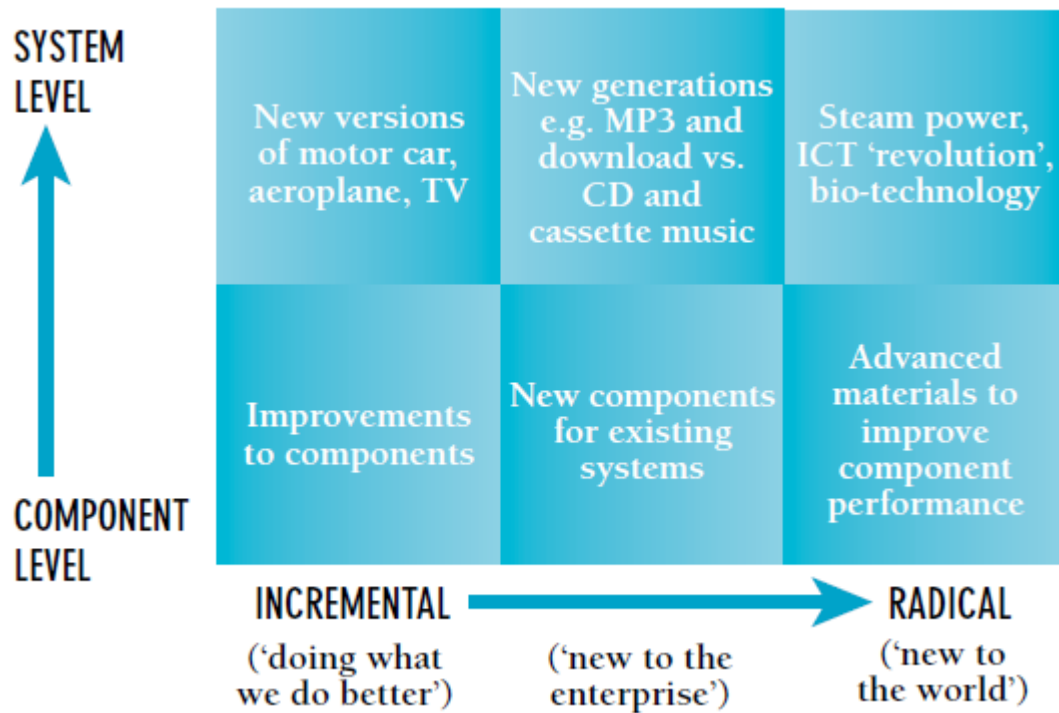 SYSTEM
LEVEL
New versions
of motor car,
aeroplane, TV
New generations
e.g. MP3 and
download vs.
CD and
cassette music
Steam power,
ICT ‘revolution’,
bio-technology
Improvements
to components
New components
for existing
systems
Advanced
materials to
improve
component
performance
COMPONENT
LEVEL
INCREMENTAL
(‘doing what
we do better’)
(‘new to the
enterprise’)
RADICAL
(‘new to
the world’)